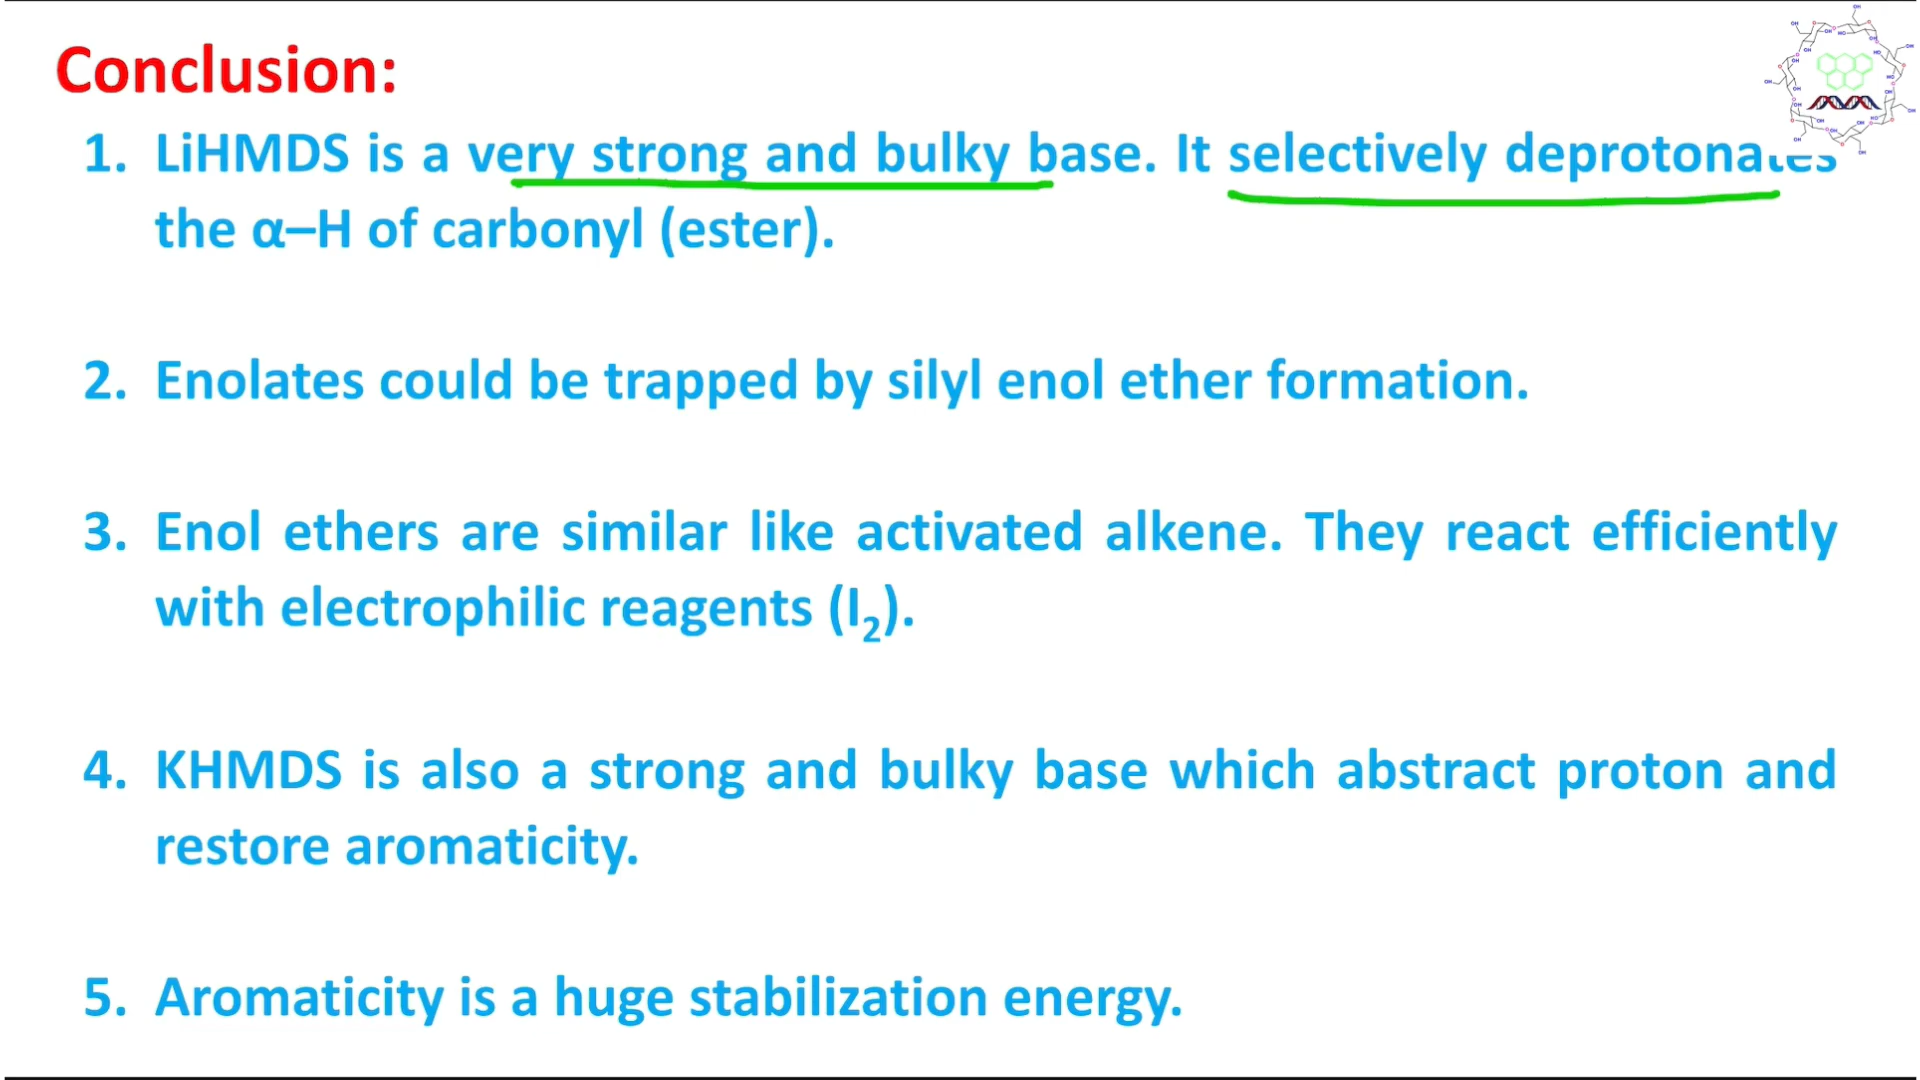 Conclusion:
1. LiHMDS is a very strong and bulky base. It selectively deprotonates
the α–H of carbonyl (ester).
2. Enolates could be trapped by silyl enol ether formation.
3. Enol ethers are similar like activated alkene. They react efficiently
with electrophilic reagents (I₂).
4. KHMDS is also a strong and bulky base which abstract proton and
restore aromaticity.
5. Aromaticity is a huge stabilization energy.